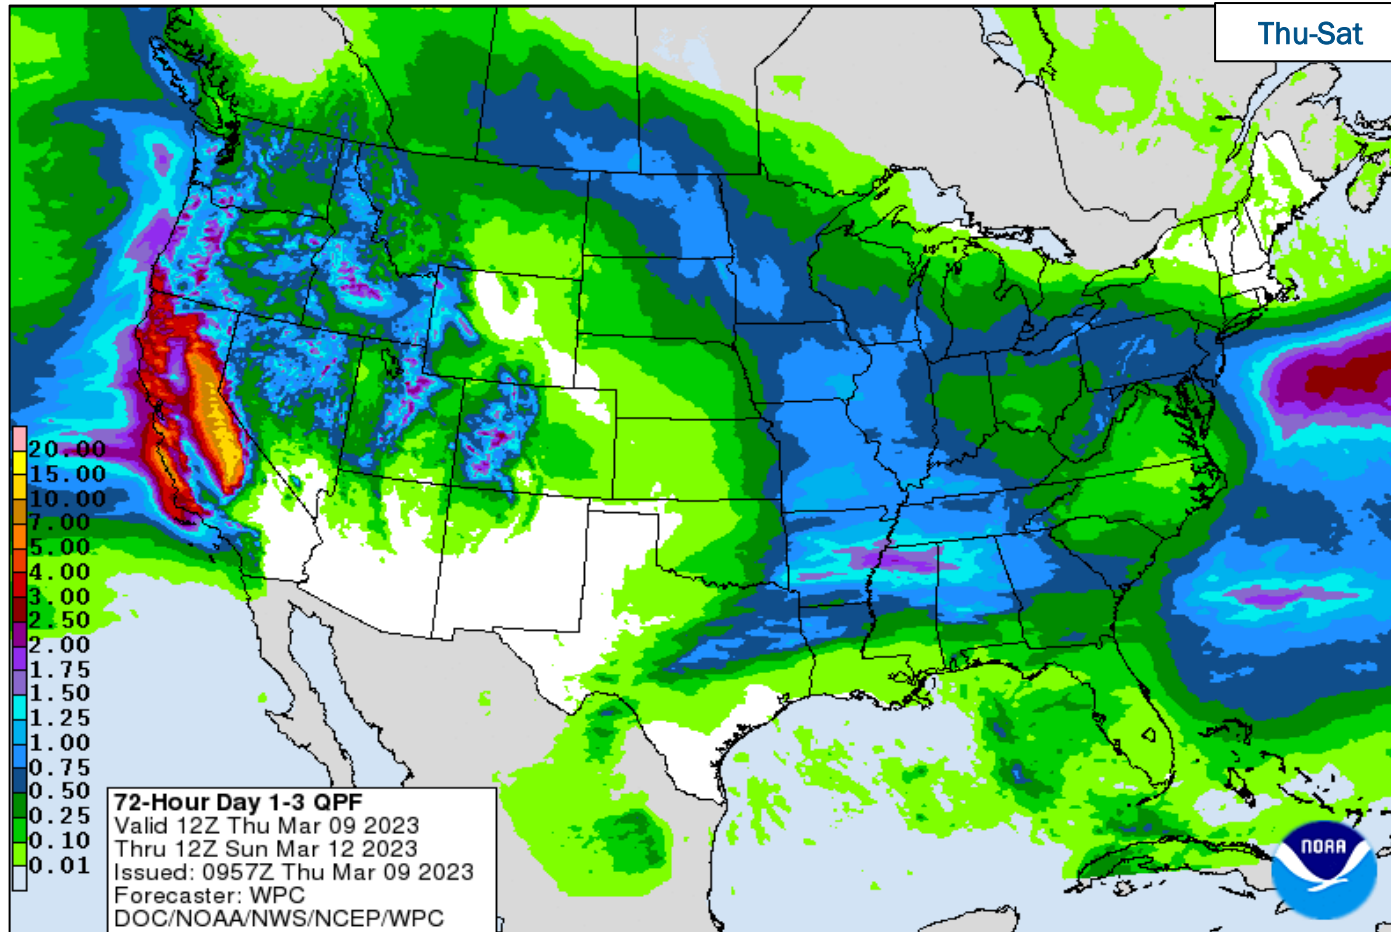 Thu-Sat
20.00
15.00
10.00
7.00
5.00
4.00
3.00
2.50
2.00
1.75
1.50
1.25
1.00
0.75
0.50
0.25
0.10
0.01
72-Hour Day 1-3 QPF
Valid 12Z Thu Mar 09 2023
Thru 12Z Sun Mar 12 2023
Issued: 0957Z Thu Mar 09 2023
Forecaster: WPC
DOC/NOAA/NWS/NCEP/WPC
NOAA